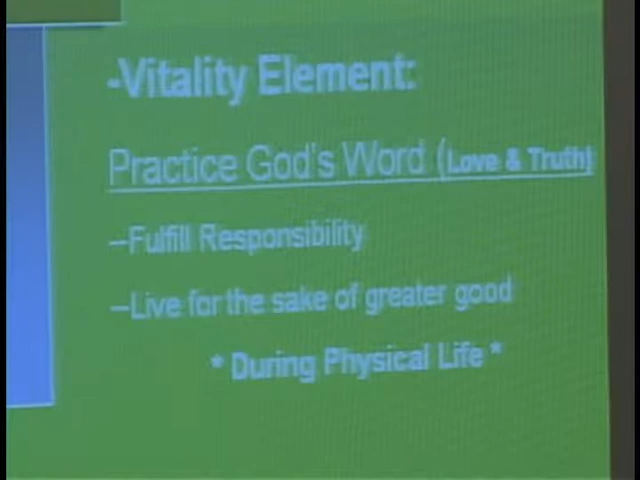 -Vitality Element:
Practice God's Word (Love & Truth)
–Fulfill Responsibility
–Live for the sake of greater good
* During Physical Life *